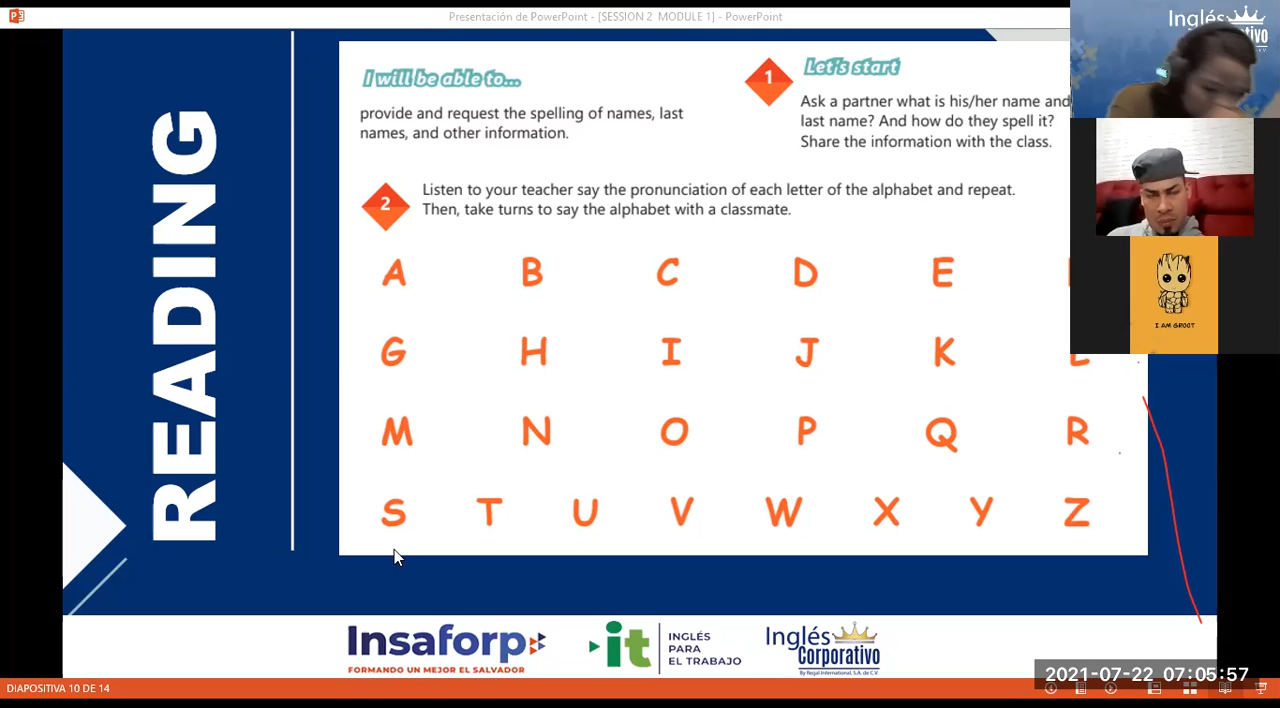 Presentación de PowerPoint - [SESSION 2 MODULE 1] - PowerPoint
READING
I will be able to...
provide and request the spelling of names, last
names, and other information.
1
Let's start
Ask a partner what is his/her name and
last name? And how do they spell it?
Share the information with the class.
2
Listen to your teacher say the pronunciation of each letter of the alphabet and repeat.
Then, take turns to say the alphabet with a classmate.
A B C D E
G H I J K L
M N O P Q R
S T U V W X Y Z
Inglés
I AM GROOT
Insaforp
FORMANDO UN MEJOR EL SALVADOR
it
INGLÉS
PARA
EL TRABAJO
Inglés
Corporativo
By Regal International, S.A. de C.V.
2021-07-22 07:05:57
DIAPOSITIVA 10 DE 14